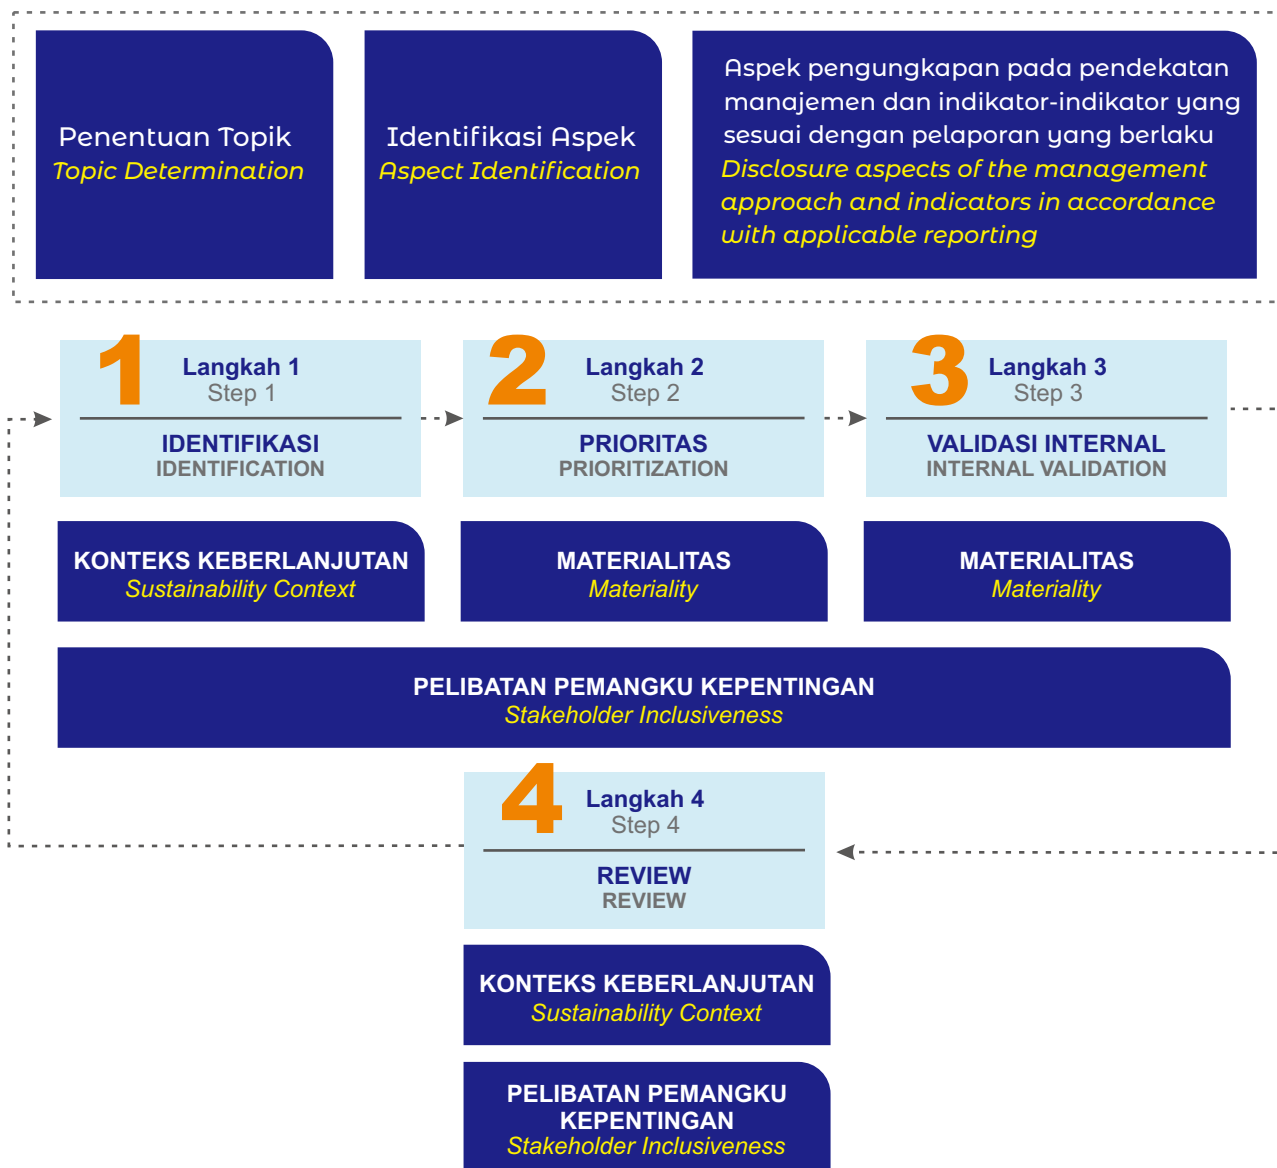 Penentuan Topik
Topic Determination
Identifikasi Aspek
Aspect Identification
Aspek pengungkapan pada pendekatan
manajemen dan indikator-indikator yang
sesuai dengan pelaporan yang berlaku
Disclosure aspects of the management
approach and indicators in accordance
with applicable reporting
1
Langkah 1
Step 1
IDENTIFIKASI
IDENTIFICATION
2
Langkah 2
Step 2
PRIORITAS
PRIORITIZATION
3
Langkah 3
Step 3
VALIDASI INTERNAL
INTERNAL VALIDATION
KONTEKS KEBERLANJUTAN
Sustainability Context
MATERIALITAS
Materiality
MATERIALITAS
Materiality
PELIBATAN PEMANGKU KEPENTINGAN
Stakeholder Inclusiveness
4
Langkah 4
Step 4
REVIEW
REVIEW
KONTEKS KEBERLANJUTAN
Sustainability Context
PELIBATAN PEMANGKU
KEPENTINGAN
Stakeholder Inclusiveness